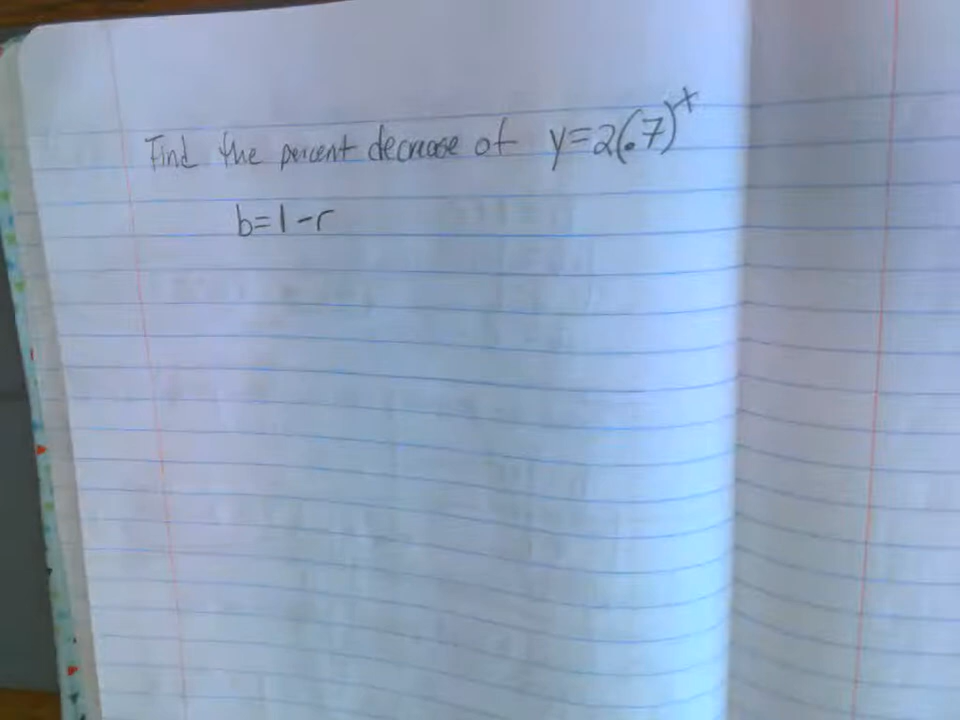 Find the percent decrease of y=2(.7)^x
b=1-r